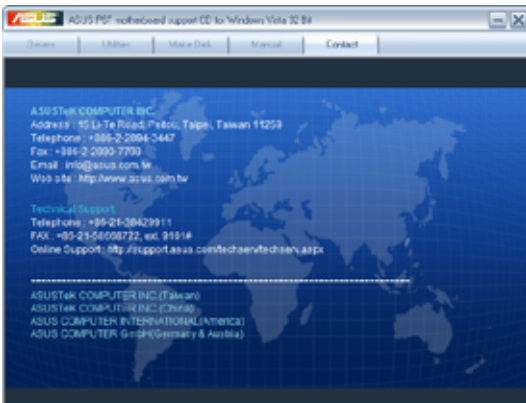 ASUS ASUS P5T motherboard support CD for Windows Vista 32 Bit
Drivers Utilities Make Disk Manual Contact
ASUSTeK COMPUTER INC.
Address : 15 Li-Te Road, Peitou, Taipei, Taiwan 11259
Telephone : +886-2-2894-3447
Fax : +886-2-2890-7798
Email : info@asus.com.tw
Web site : http://www.asus.com.tw
Technical Support
Telephone : +86-21-38429911
FAX : ext. 9101#
Online Support : http://support.asus.com/techserv/techserv.aspx
ASUSTeK COMPUTER INC.(Taiwan)
ASUSTeK COMPUTER INC.(China)
ASUS COMPUTER INTERNATIONAL(America)
ASUS COMPUTER GmbH(Germany & Austria)